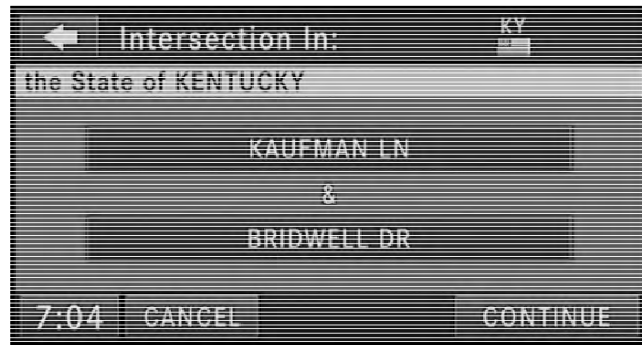 Intersection In:
KY
the State of KENTUCKY
KAUFMAN LN
&
BRIDWELL DR
7:04
CANCEL
CONTINUE